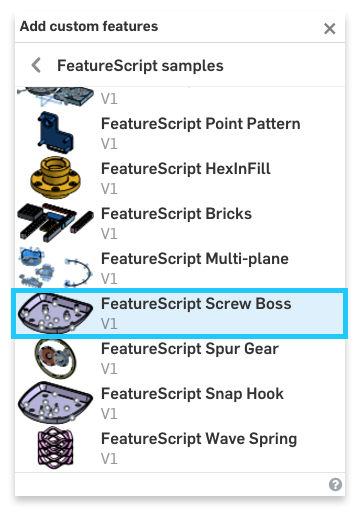 Add custom features
FeatureScript samples
V1
FeatureScript Point Pattern
V1
FeatureScript HexInFill
V1
FeatureScript Bricks
V1
FeatureScript Multi-plane
V1
FeatureScript Screw Boss
V1
FeatureScript Spur Gear
V1
FeatureScript Snap Hook
V1
FeatureScript Wave Spring
V1